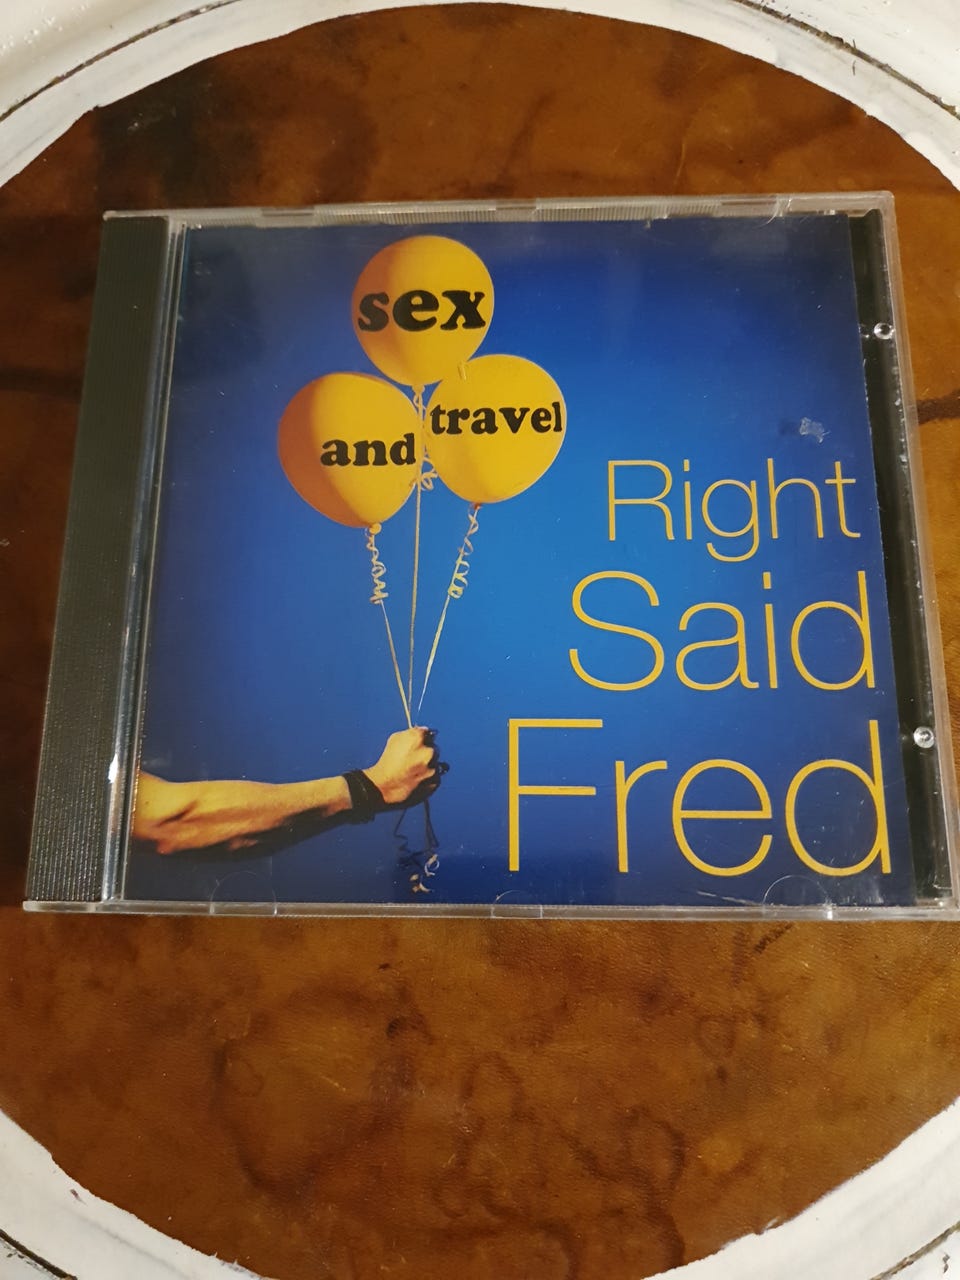 sex
and travel
Right
Said
Fred